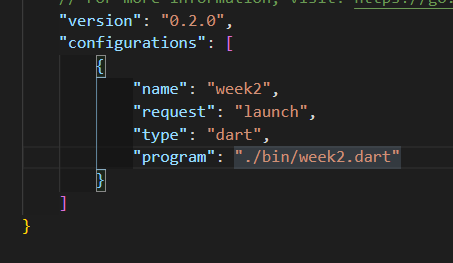 // For more information, visit: https://go.
"version": "0.2.0",
"configurations": [
{
"name": "week2",
"request": "launch",
"type": "dart",
"program": "./bin/week2.dart"
}
]
}